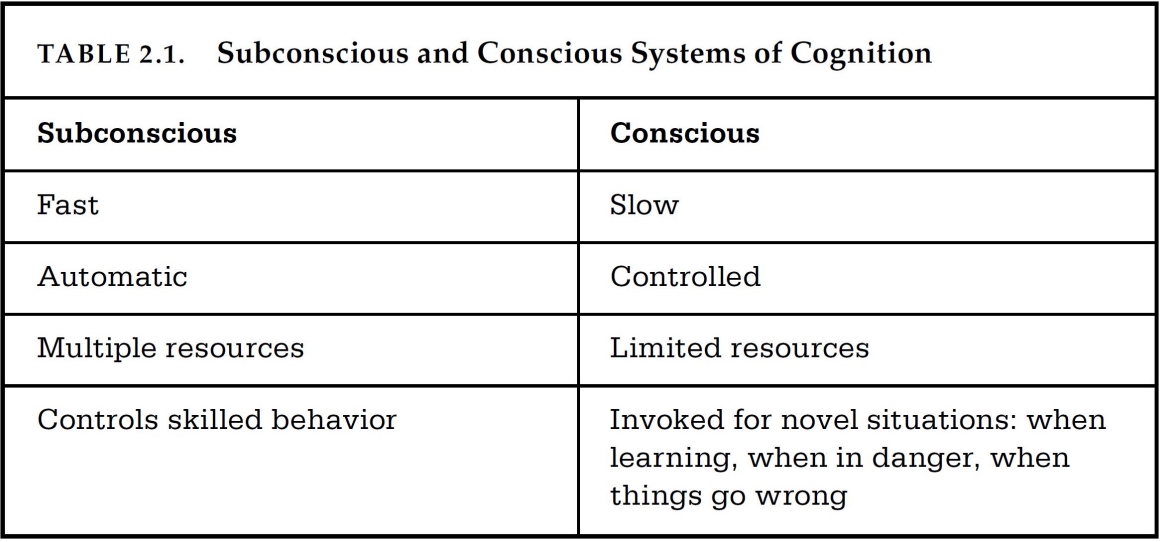 TABLE 2.1. Subconscious and Conscious Systems of Cognition
Subconscious
Conscious
Fast
Slow
Automatic
Controlled
Multiple resources
Limited resources
Controls skilled behavior
Invoked for novel situations: when
learning, when in danger, when
things go wrong